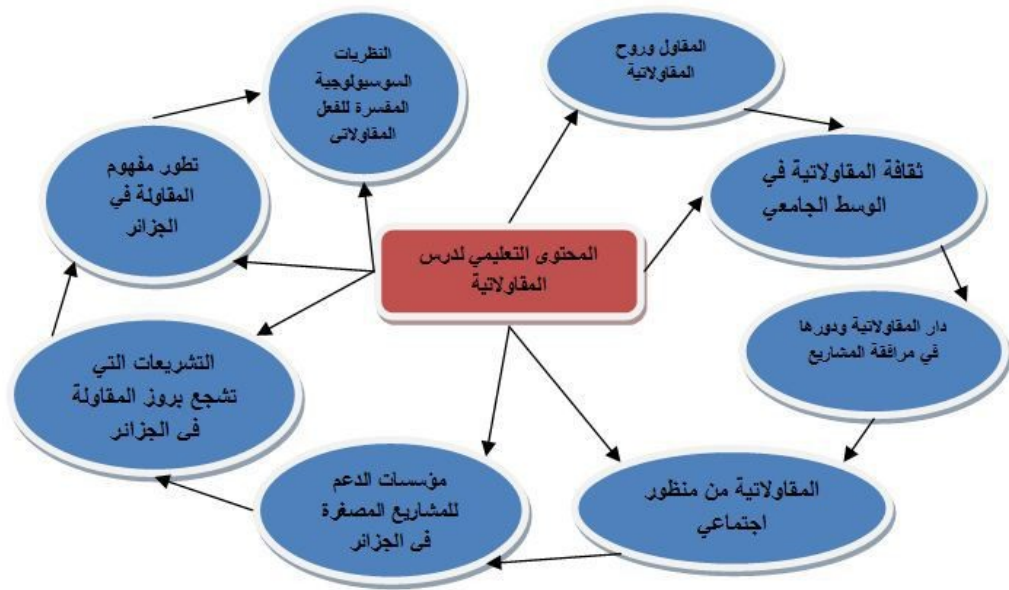 المحتوى التعليمي لدرس
المقاولاتية
المقاول وروح
المقاولاتية
ثقافة المقاولاتية في
الوسط الجامعي
دار المقاولاتية ودورها
في مرافقة المشاريع
المقاولاتية من منظور
اجتماعي
مؤسسات الدعم
للمشاريع المصغرة
في الجزائر
التشريعات التي
تشجع بروز المقاولة
في الجزائر
تطور مفهوم
المقاولة في
الجزائر
النظريات
السوسيولوجية
المفسرة للفعل
المقاولاتي